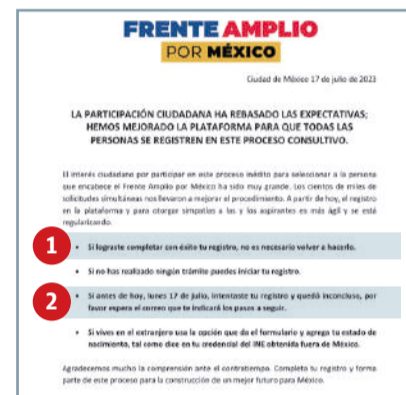 FRENTE AMPLIO
POR MÉXICO
Ciudad de México 17 de julio de 2023
LA PARTICIPACIÓN CIUDADANA HA REBASADO LAS EXPECTATIVAS;
HEMOS MEJORADO LA PLATAFORMA PARA QUE TODAS LAS
PERSONAS SE REGISTREN EN ESTE PROCESO CONSULTIVO.
El interés ciudadano por participar en este proceso inédito para seleccionar a la persona
que encabece el Frente Amplio por México ha sido muy grande. Los cientos de miles de
solicitudes simultáneas nos llevaron a mejorar el procedimiento. A partir de hoy, el registro
en la plataforma y para otorgar simpatías a las y los aspirantes es más ágil y se está
regularizando.
1 • Si lograste completar con éxito tu registro, no es necesario volver a hacerlo.
• Si no has realizado ningún trámite puedes iniciar tu registro.
2 • Si antes de hoy, lunes 17 de julio, intentaste tu registro y quedó inconcluso, por
favor espera el correo que te indicará los pasos a seguir.
• Si vives en el extranjero usa la opción que da el formulario y agrega tu estado de
nacimiento, tal como dice en tu credencial del INE obtenida fuera de México.
Agradecemos mucho la comprensión ante el contratiempo. Completa tu registro y forma
parte de este proceso para la construcción de un mejor futuro para México.